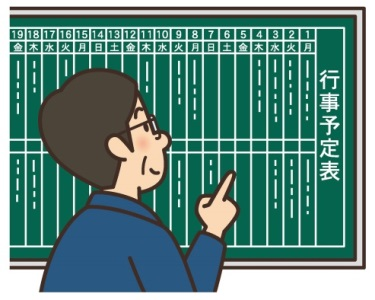 行事予定表
19 18 17 16 15 14 13 12 11 10 9 8 7 6 5 4 3 2 1
金 木 水 火 月 日 土 金 木 水 火 月 日 土 金 木 水 火 月